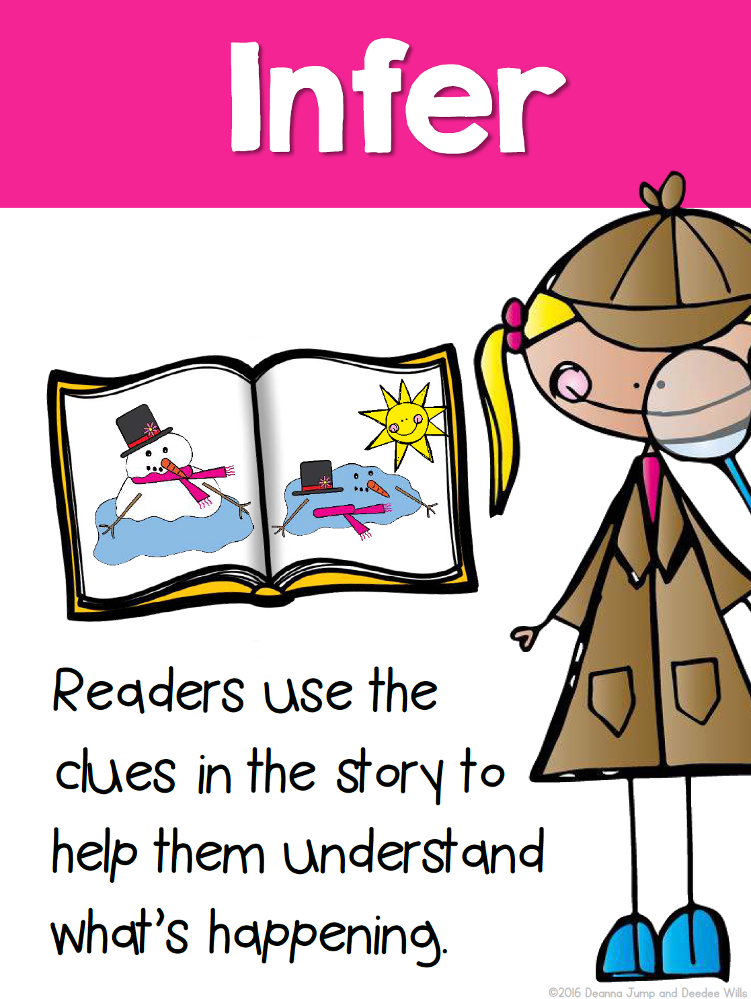 Infer
Readers use the
clues in the story to
help them understand
what's happening.
©2016 Deanna Jump and Deedee Wills